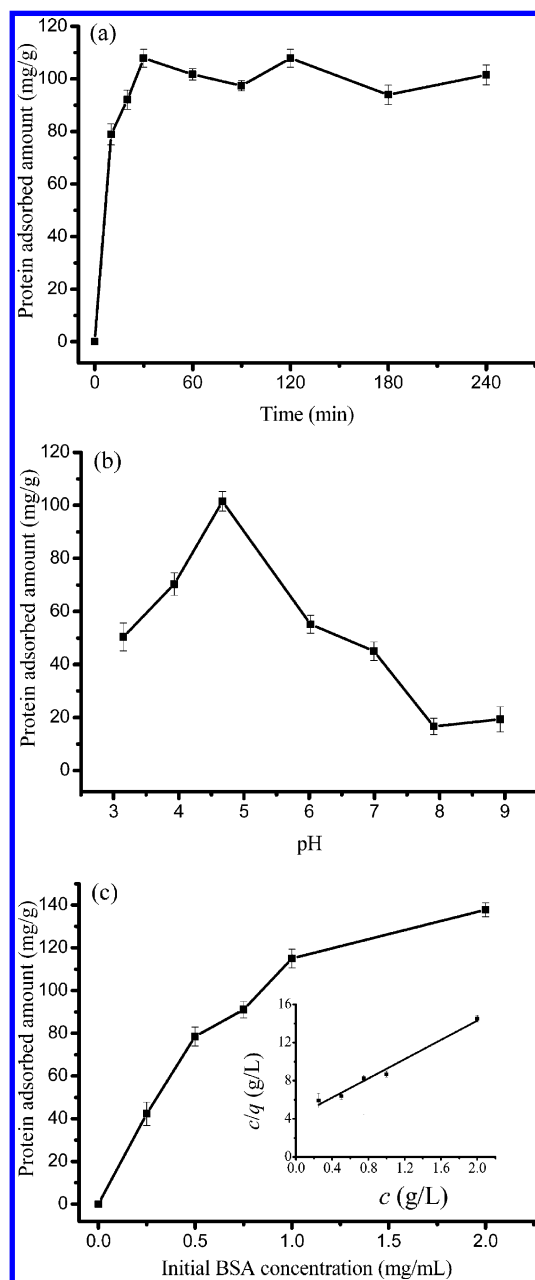 (a)
Protein adsorbed amount (mg/g)
120
100
80
60
40
20
0
0 60 120 180 240
Time (min)
(b)
Protein adsorbed amount (mg/g)
120
100
80
60
40
20
0
3 4 5 6 7 8 9
pH
(c)
Protein adsorbed amount (mg/g)
140
120
100
80
60
40
20
0
c/q (g/L)
16
12
8
4
0
0.0 0.4 0.8 1.2 1.6 2.0
c (g/L)
0.0 0.5 1.0 1.5 2.0
Initial BSA concentration (mg/mL)